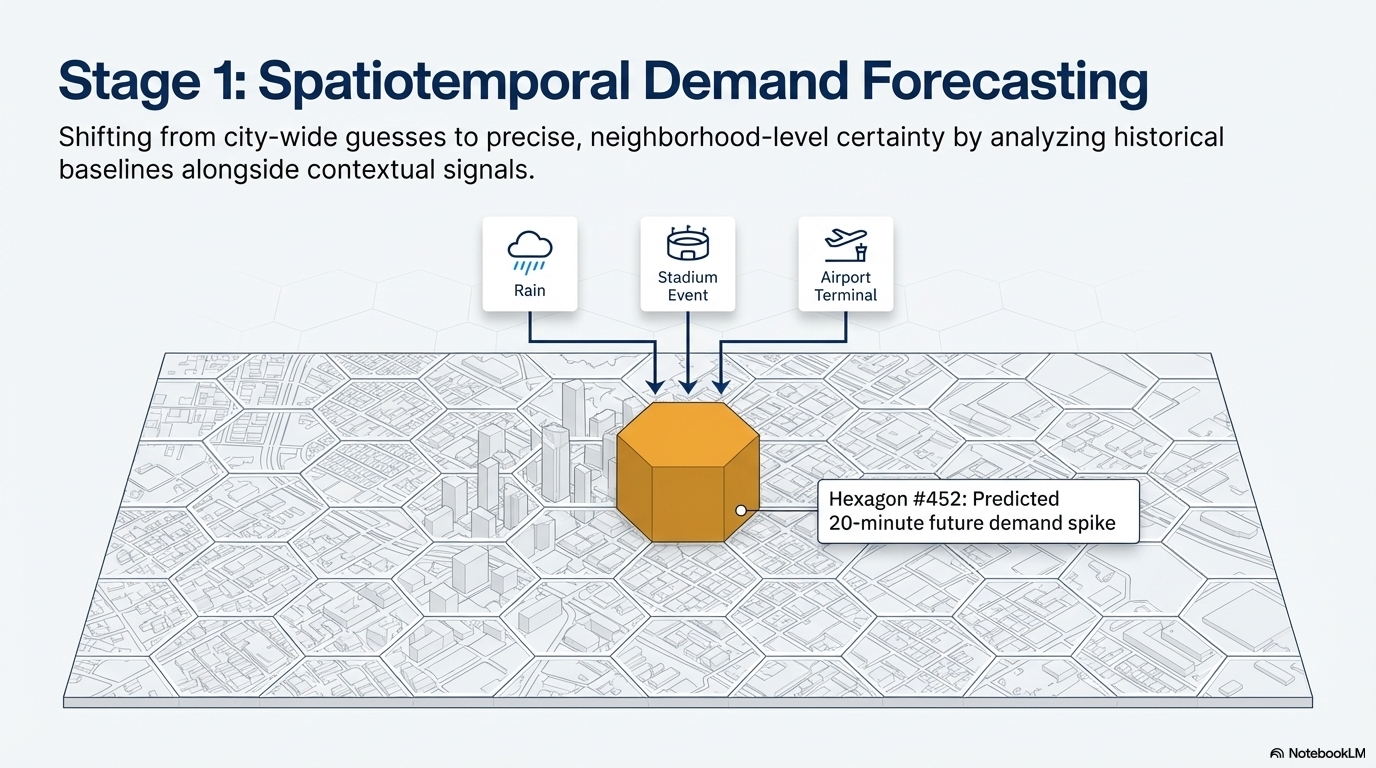 Stage 1: Spatiotemporal Demand Forecasting
Shifting from city-wide guesses to precise, neighborhood-level certainty by analyzing historical
baselines alongside contextual signals.
Rain
Stadium
Event
Airport
Terminal
Hexagon #452: Predicted
20-minute future demand spike
NotebookLM